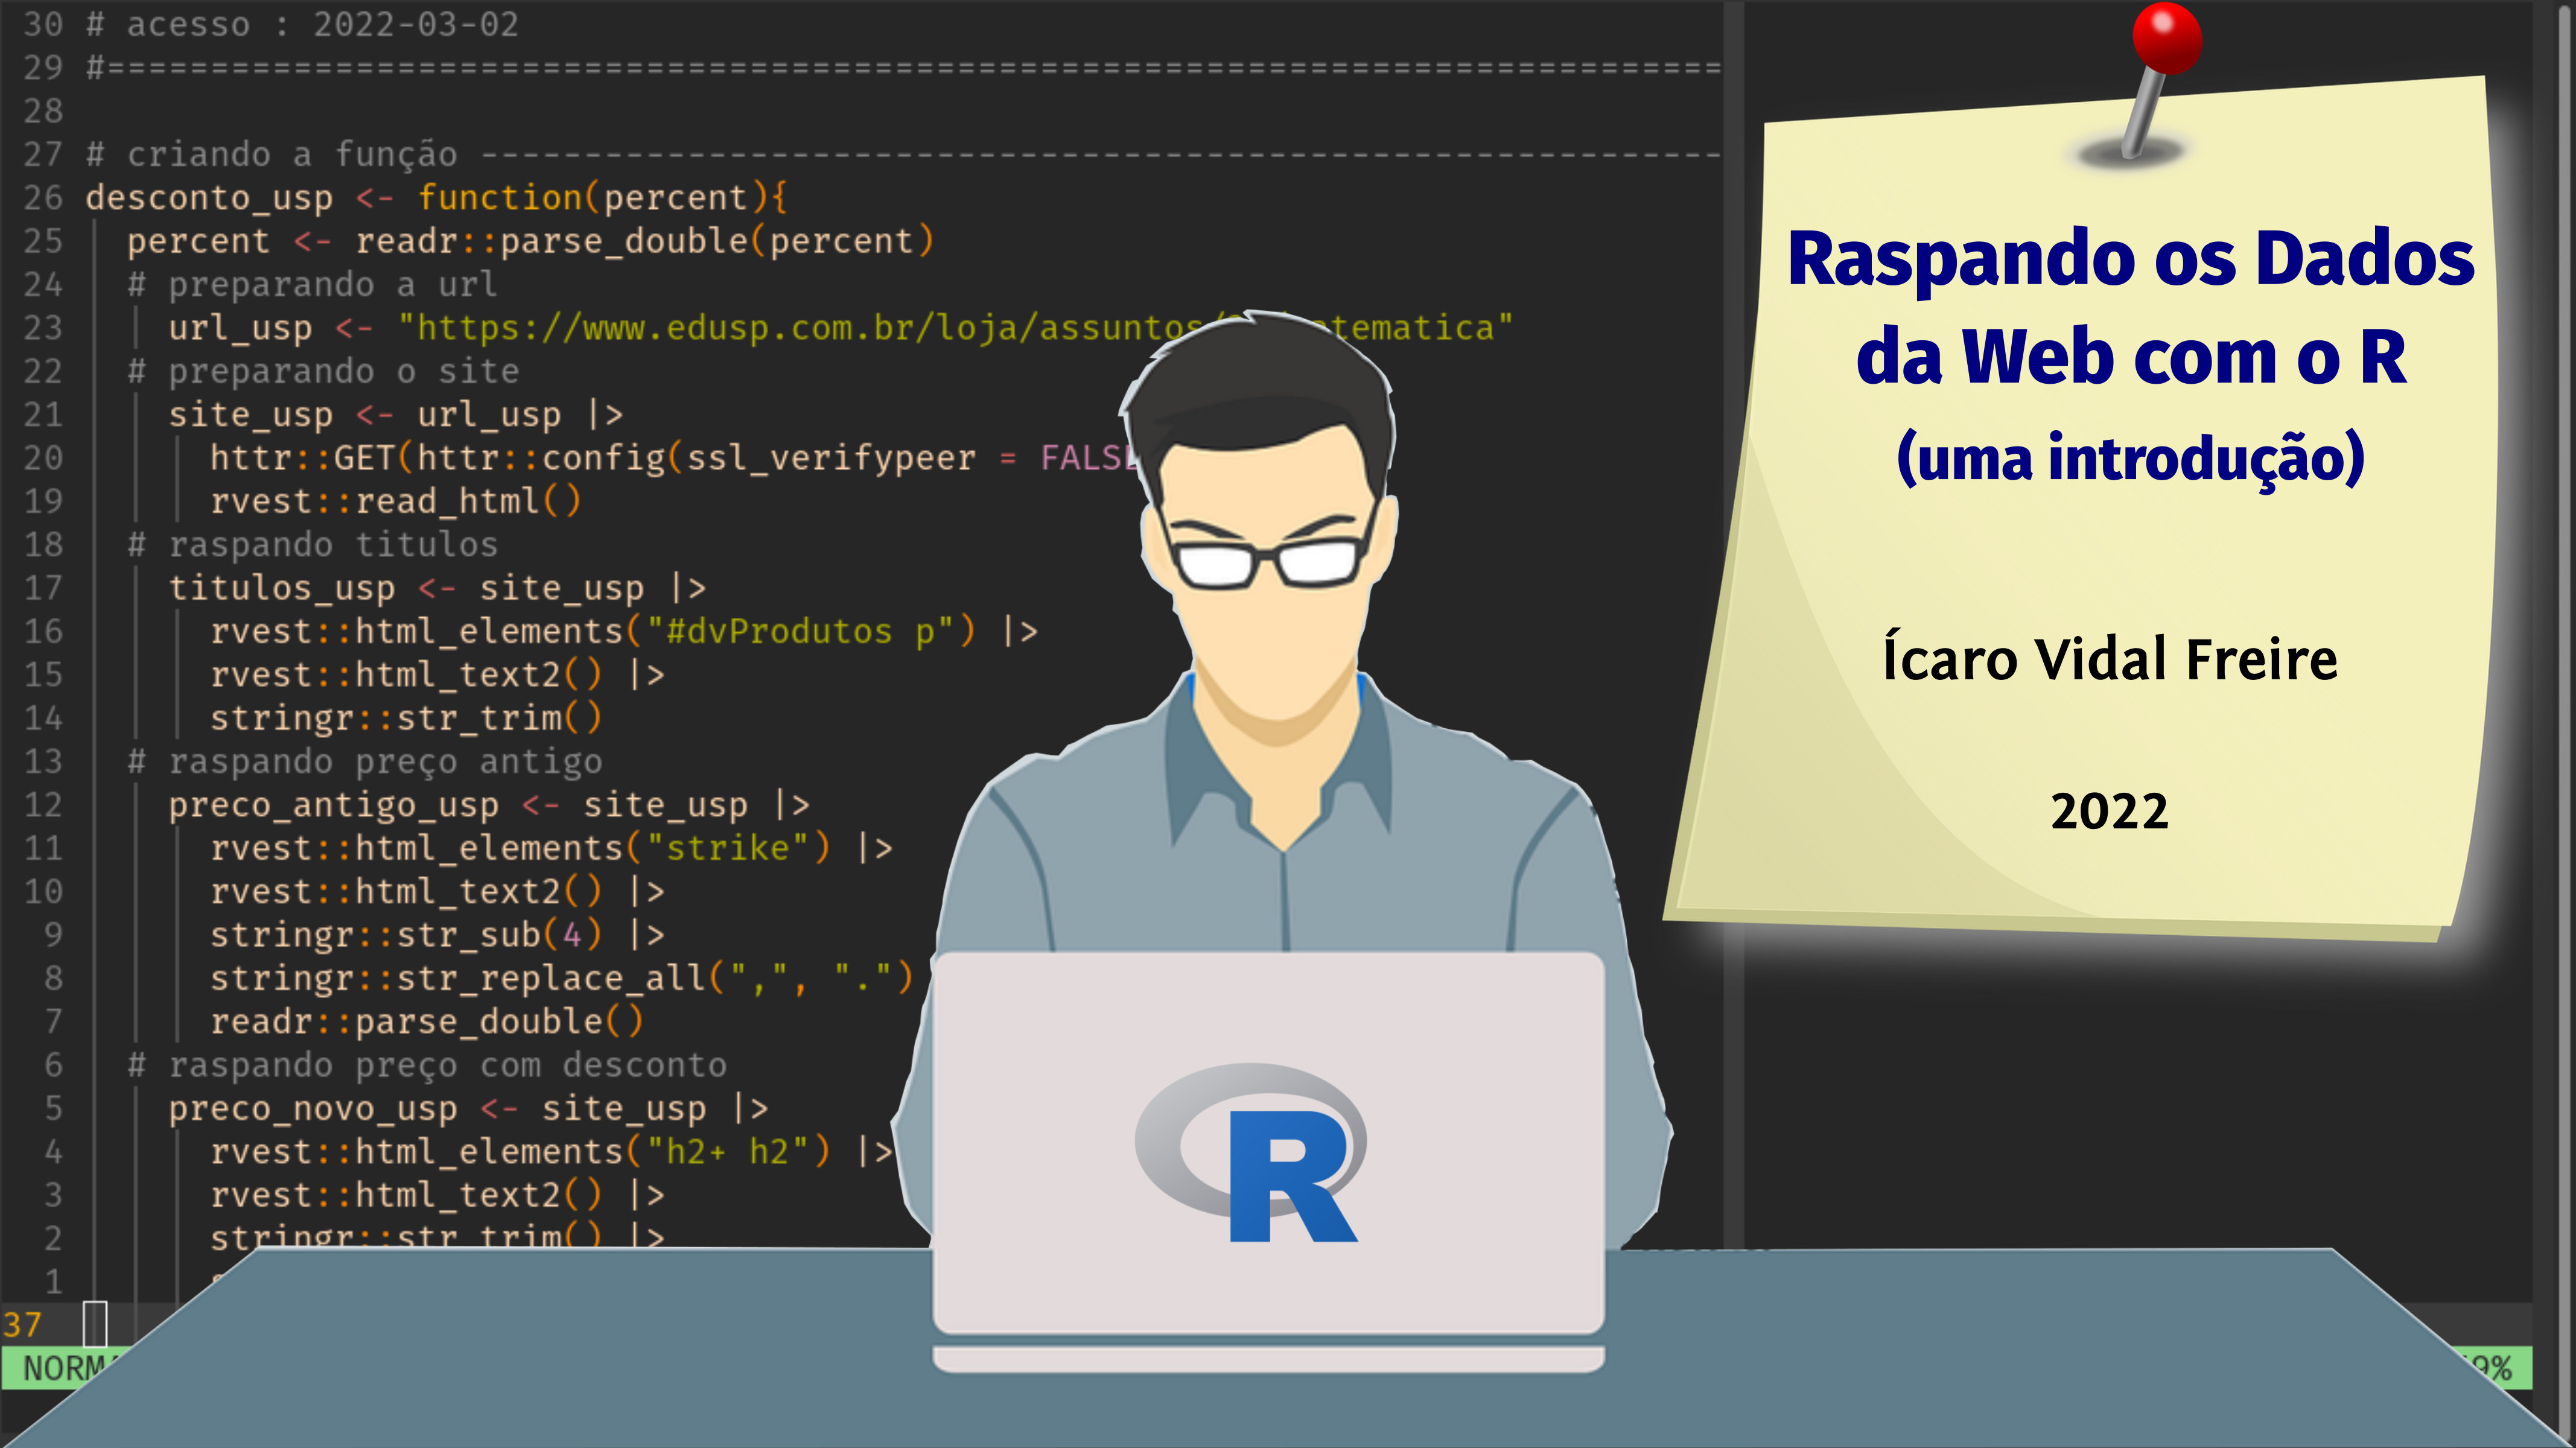 30 # acesso : 2022-03-02
29 #==============================================================================
28
27 # criando a função ------------------------------------------------------------
26 desconto_usp <- function(percent){
25 percent <- readr::parse_double(percent)
24 # preparando a url
23 url_usp <- "https://www.edusp.com.br/loja/assuntos/
22 # preparando o site
21 site_usp <- url_usp |>
20 httr::GET(httr::config(ssl_verifypeer =
19 rvest::read_html()
18 # raspando titulos
17 titulos_usp <- site_usp |>
16 rvest::html_elements("#dvProdutos p") |>
15 rvest::html_text2() |>
14 stringr::str_trim()
13 # raspando preço antigo
12 preco_antigo_usp <- site_usp |>
11 rvest::html_elements("strike") |>
10 rvest::html_text2() |>
9 stringr::str_sub(4) |>
8 stringr::str_replace_all(",", ".")
7 readr::parse_double()
6 # raspando preço com desconto
5 preco_novo_usp <- site_usp |>
4 rvest::html_elements("h2+ h2") |>
3 rvest::html_text2() |>
2 stringr::str_trim() |>
1
37
Raspando os Dados
da Web com o R
(uma introdução)
Ícaro Vidal Freire
2022
R